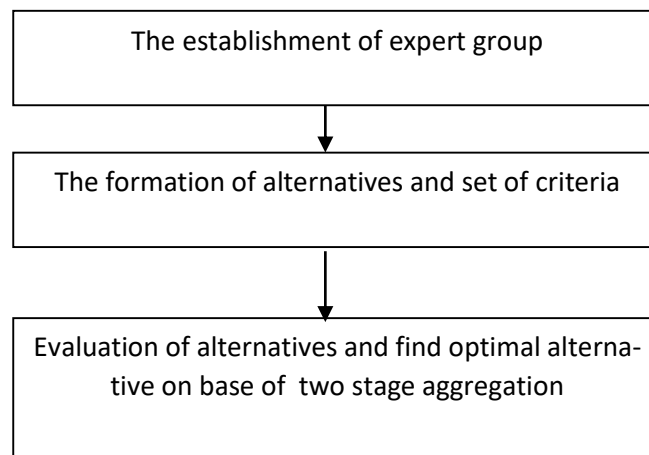 The establishment of expert group
The formation of alternatives and set of criteria
Evaluation of alternatives and find optimal alterna-
tive on base of  two stage aggregation